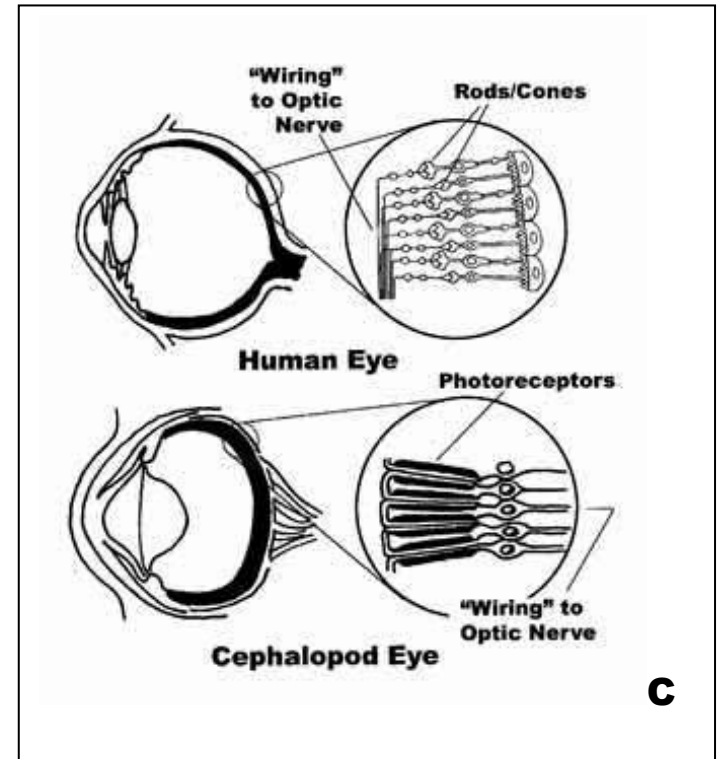 “Wiring”
to Optic
Nerve
Rods/Cones
Human Eye
Photoreceptors
“Wiring” to
Optic Nerve
Cephalopod Eye
C